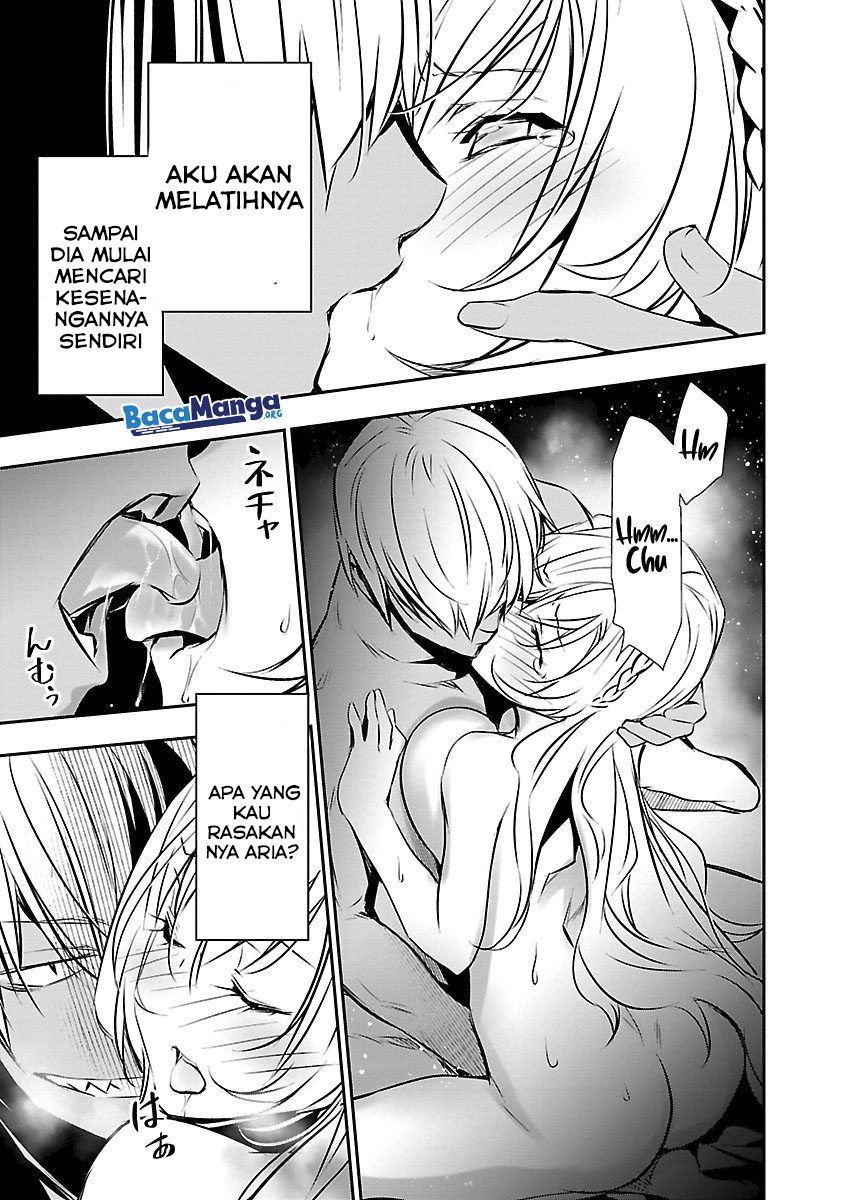 AKU AKAN
MELATIHNYA
SAMPAI
DIA MULAI
MENCARI
KESENA-
NGANNYA
SENDIRI
BacaManga
.ORG
Hm
Hmm...
Chu
ネチャ
んむぅ
APA YANG
KAU
RASAKAN
NYA ARIA?
はぁ